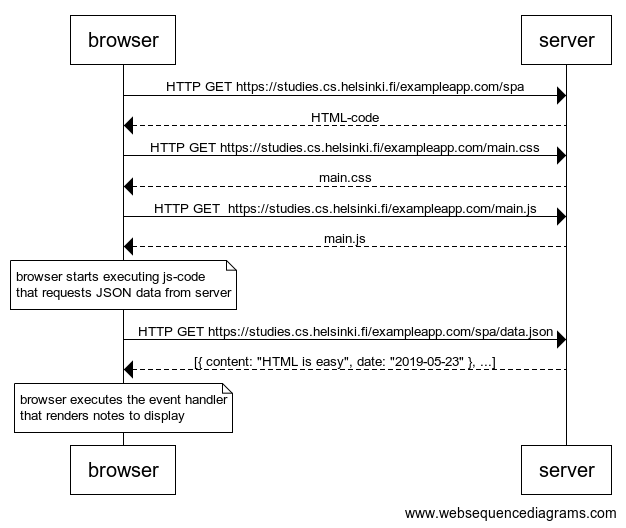 browser server
HTTP GET https://studies.cs.helsinki.fi/exampleapp.com/spa
HTML-code
HTTP GET https://studies.cs.helsinki.fi/exampleapp.com/main.css
main.css
HTTP GET  https://studies.cs.helsinki.fi/exampleapp.com/main.js
main.js
browser starts executing js-code
that requests JSON data from server
HTTP GET https://studies.cs.helsinki.fi/exampleapp.com/spa/data.json
[{ content: "HTML is easy", date: "2019-05-23" }, ...]
browser executes the event handler
that renders notes to display
browser server
www.websequencediagrams.com